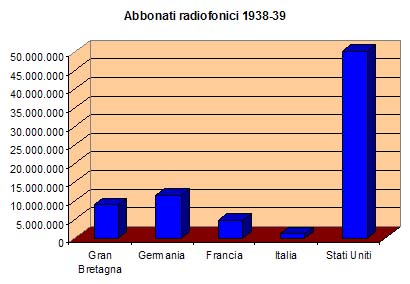 Abbonati radiofonici 1938-39
50.000.000
45.000.000
40.000.000
35.000.000
30.000.000
25.000.000
20.000.000
15.000.000
10.000.000
5.000.000
0
Gran Bretagna
Germania
Francia
Italia
Stati Uniti